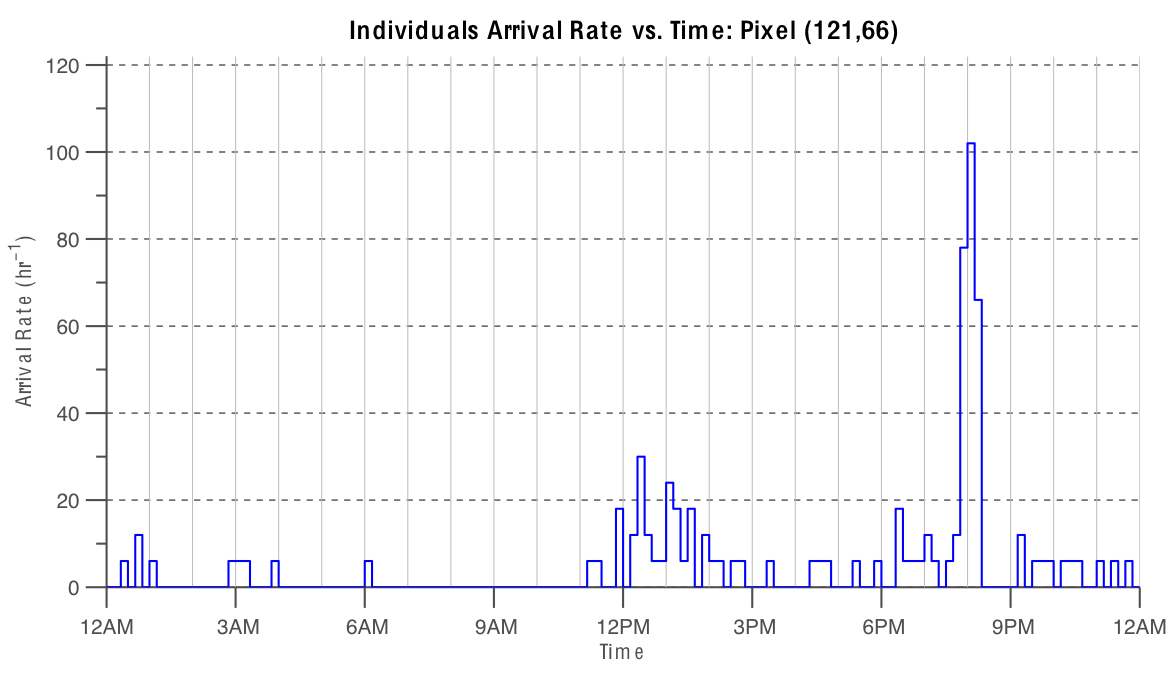 Individuals Arrival Rate vs. Time: Pixel (121,66)
120
100
80
60
40
20
0
Arrival Rate (hr⁻¹)
12AM 3AM 6AM 9AM 12PM 3PM 6PM 9PM 12AM
Time